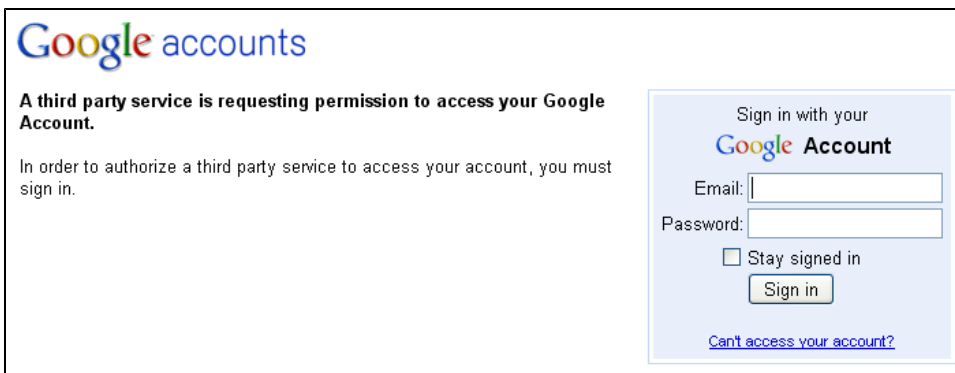 Google accounts
A third party service is requesting permission to access your Google
Account.
In order to authorize a third party service to access your account, you must
sign in.
Sign in with your
Google Account
Email:
Password:
Stay signed in
Sign in
Can't access your account?